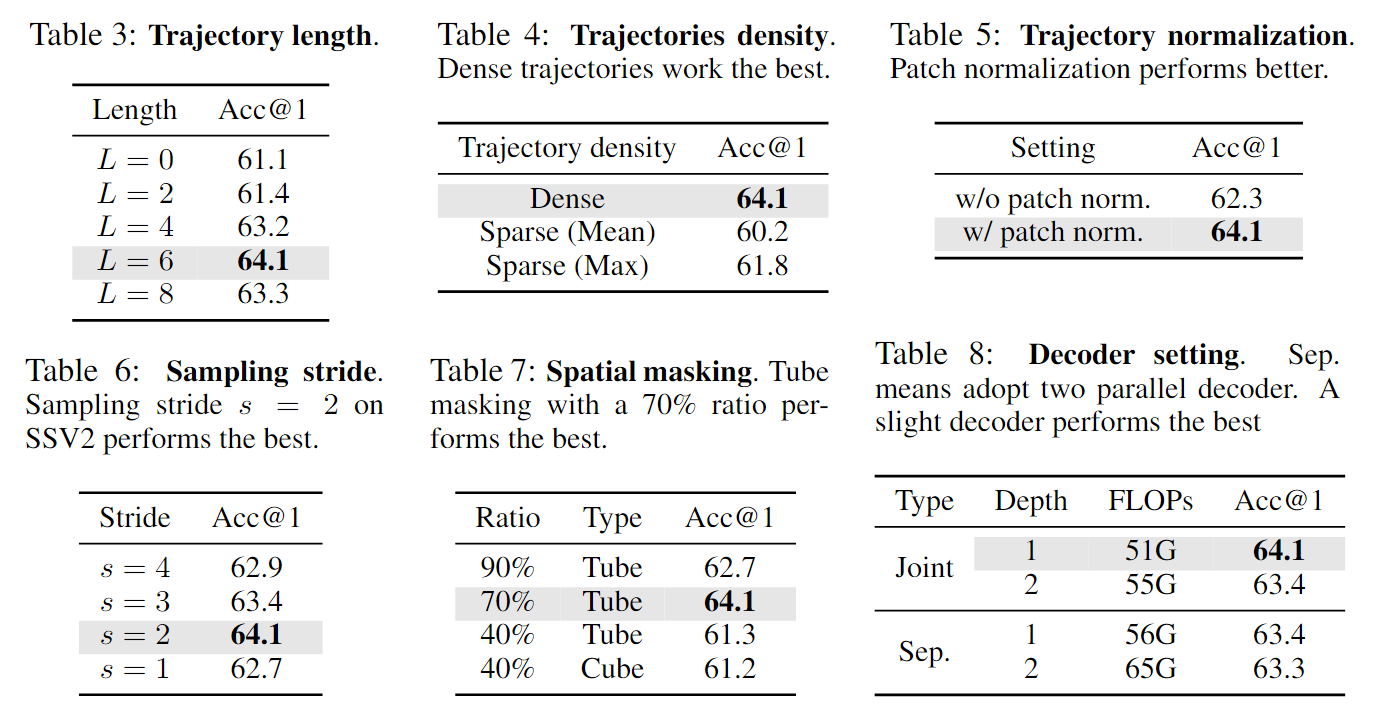 Table 3: Trajectory length.
Length Acc@1
L = 0 61.1
L = 2 61.4
L = 4 63.2
L = 6 64.1
L = 8 63.3
Table 4: Trajectories density.
Dense trajectories work the best.
Trajectory density Acc@1
Dense 64.1
Sparse (Mean) 60.2
Sparse (Max) 61.8
Table 5: Trajectory normalization.
Patch normalization performs better.
Setting Acc@1
w/o patch norm. 62.3
w/ patch norm. 64.1
Table 6: Sampling stride.
Sampling stride s = 2 on
SSV2 performs the best.
Stride Acc@1
s = 4 62.9
s = 3 63.4
s = 2 64.1
s = 1 62.7
Table 7: Spatial masking. Tube
masking with a 70% ratio per-
forms the best.
Ratio Type Acc@1
90% Tube 62.7
70% Tube 64.1
40% Tube 61.3
40% Cube 61.2
Table 8: Decoder setting. Sep.
means adopt two parallel decoder. A
slight decoder performs the best
Type Depth FLOPs Acc@1
Joint
1 51G 64.1
2 55G 63.4
Sep.
1 56G 63.4
2 65G 63.3